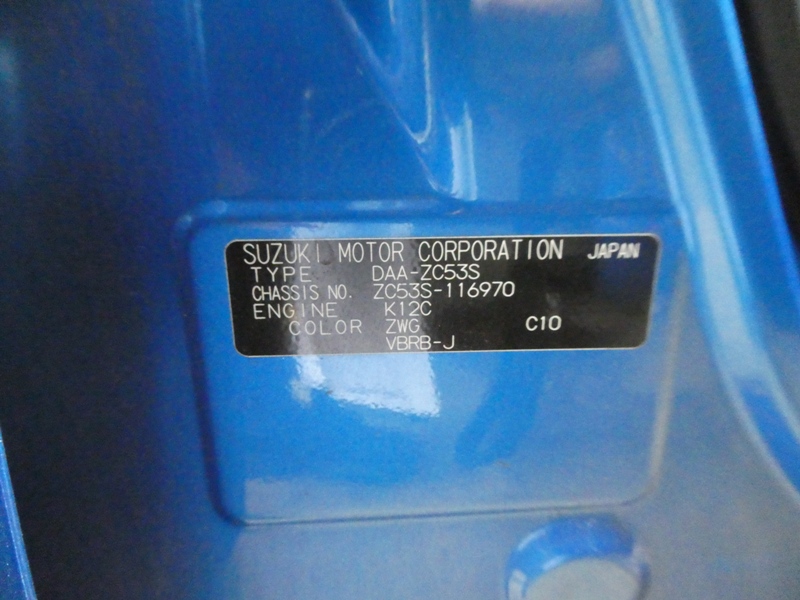 SUZUKI MOTOR CORPORATION JAPAN
TYPE DAA-ZC53S
CHASSIS NO. ZC53S-116970
ENGINE K12C
COLOR ZWG C10
VBRB-J